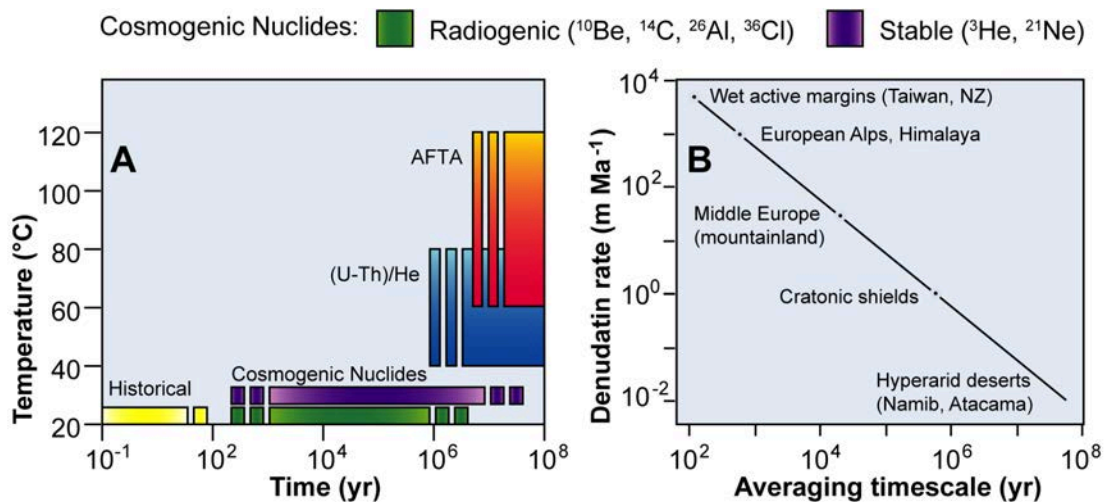 Cosmogenic Nuclides: Radiogenic (¹⁰Be, ¹⁴C, ²⁶Al, ³⁶Cl) Stable (³He, ²¹Ne)
A
Temperature (°C)
120
100
80
60
40
20
AFTA
(U-Th)/He
Cosmogenic Nuclides
Historical
10⁻¹ 10² 10⁴ 10⁶ 10⁸
Time (yr)
B
Denudatin rate (m Ma⁻¹)
10⁴
10²
10⁰
10⁻²
Wet active margins (Taiwan, NZ)
European Alps, Himalaya
Middle Europe
(mountainland)
Cratonic shields
Hyperarid deserts
(Namib, Atacama)
10² 10⁴ 10⁶ 10⁸
Averaging timescale (yr)